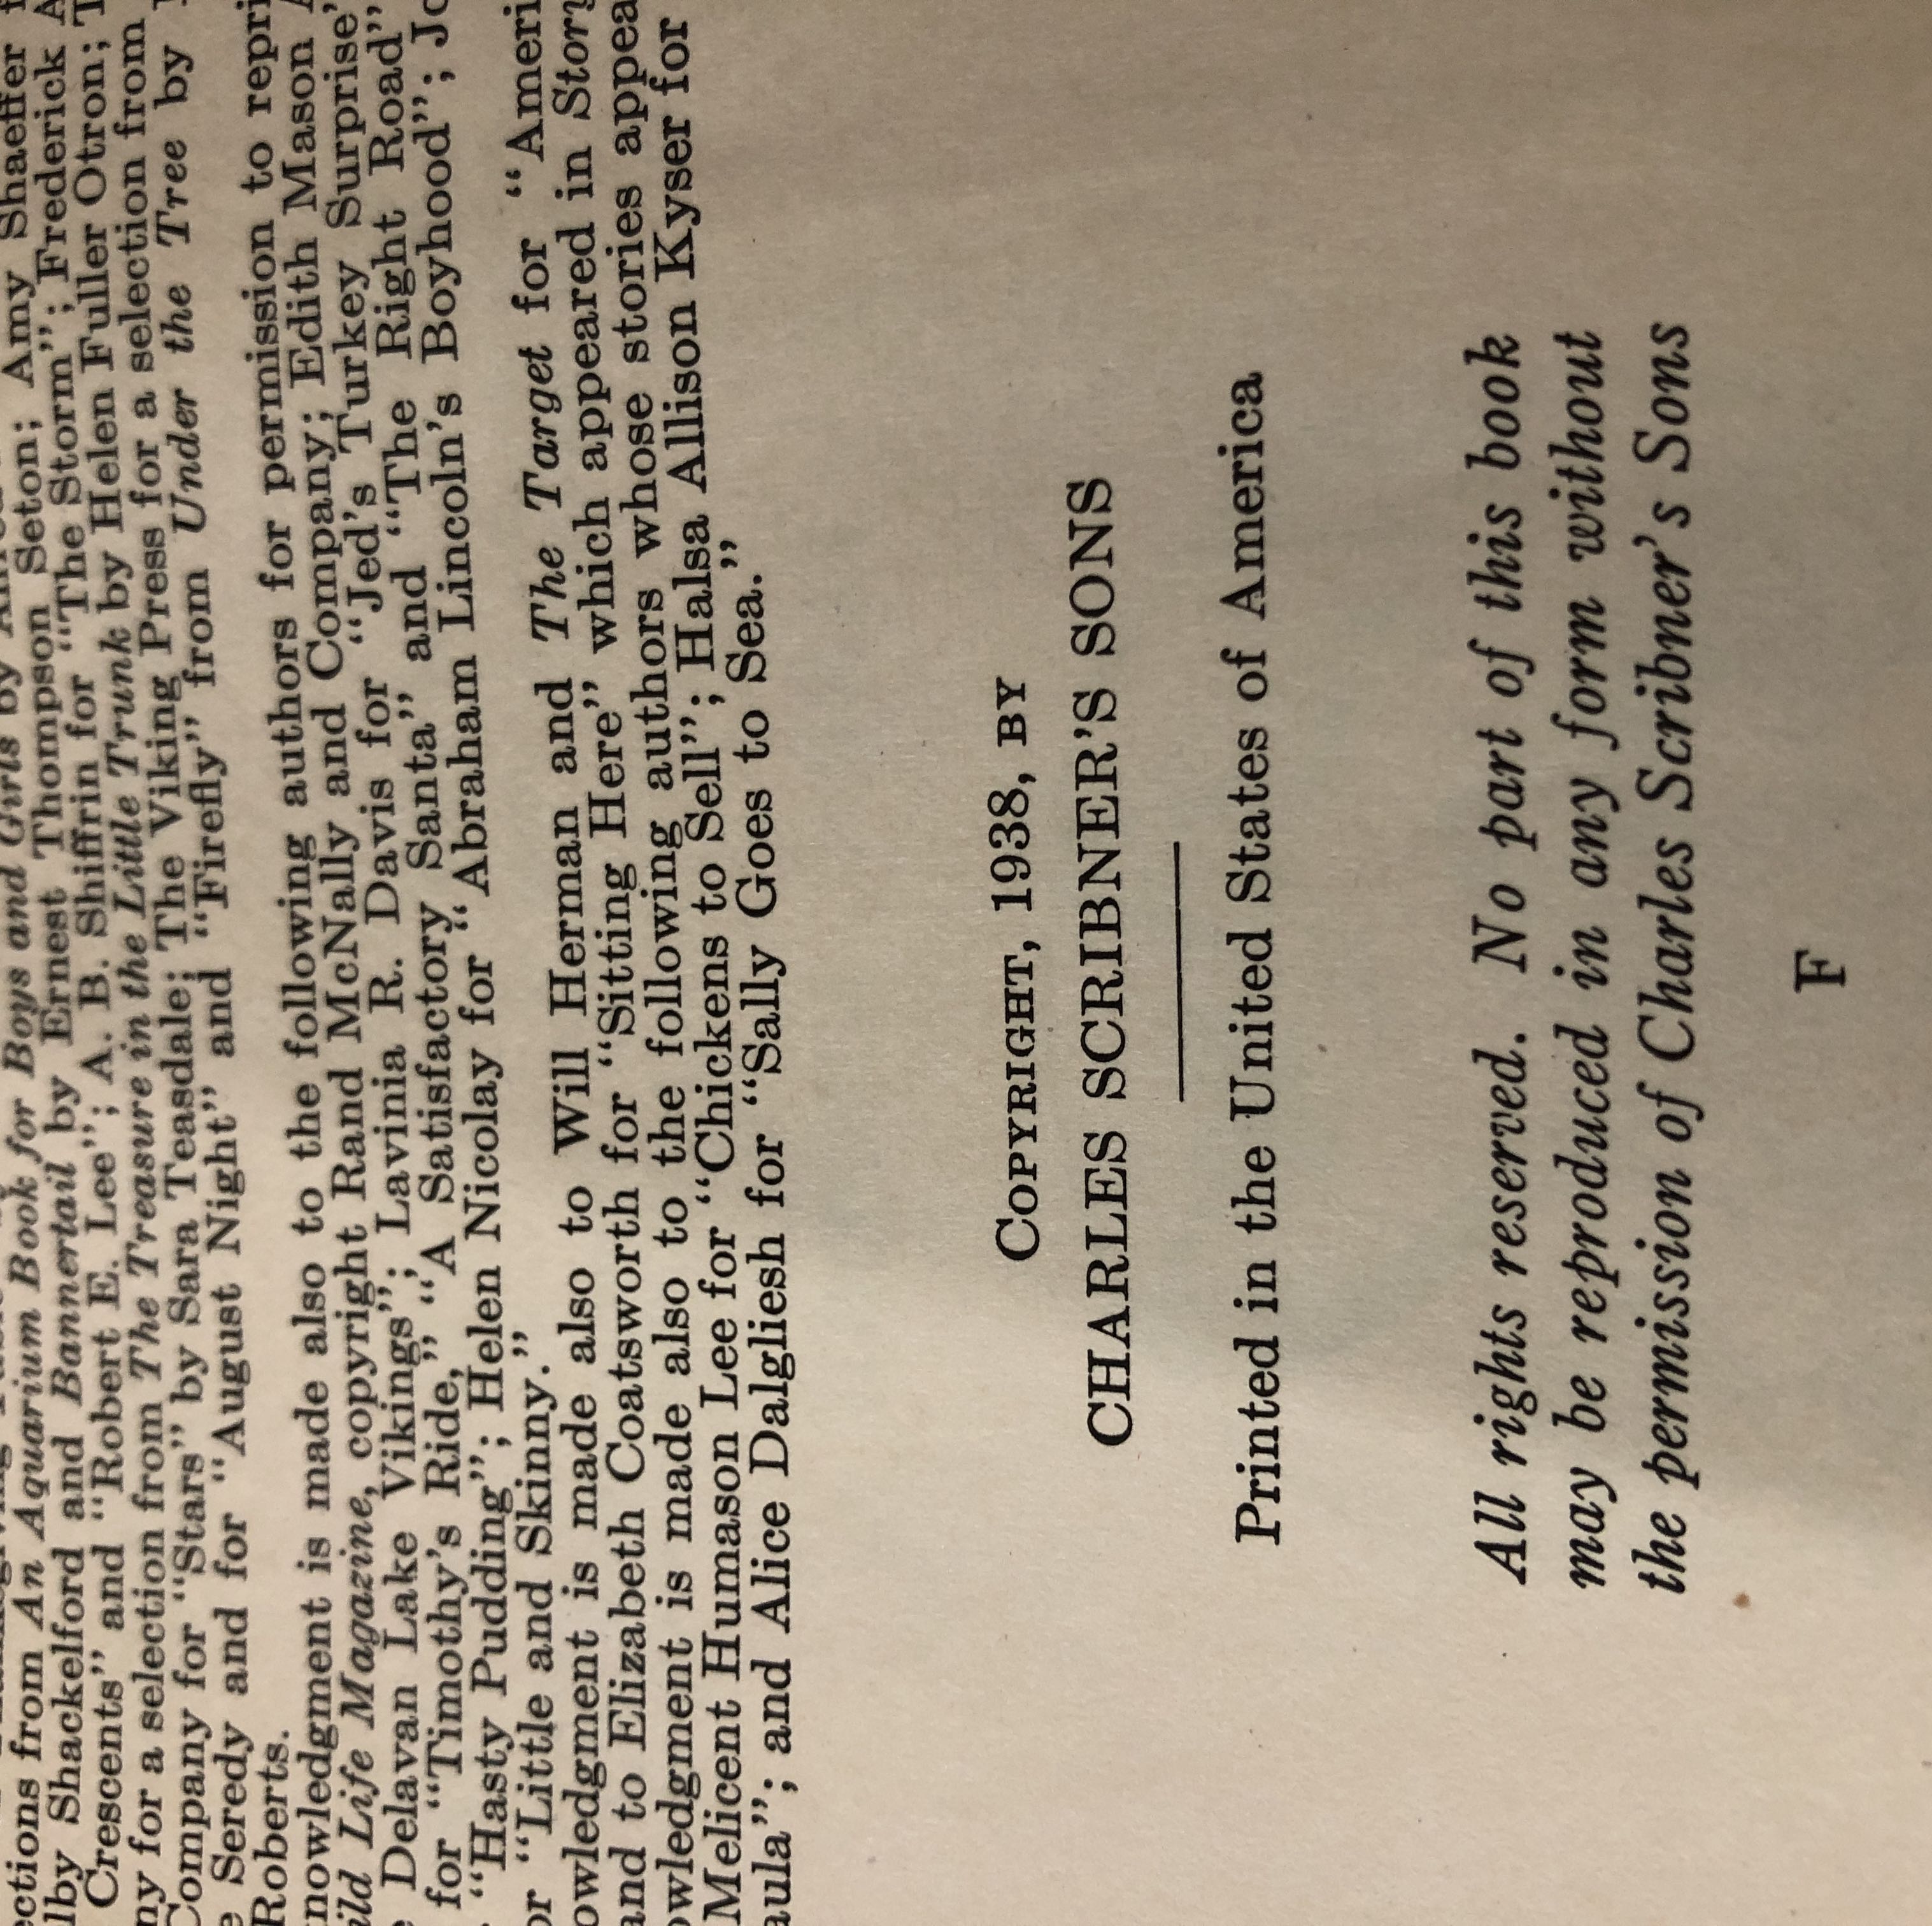 Boys and Girls by
ections from An Aquarium Book for Boys and Girls by
lby Shackelford and Bannertail by Ernest Thompson Seton; Amy Shaeffer f
Crescents" and "Robert E. Lee"; A. B. Shiffrin for "The Storm"; Frederick A
ny for a selection from The Treasure in the Little Trunk by Helen Fuller Otron; T
Company for "Stars" by Sara Teasdale; The Viking Press for a selection from
e Seredy and for "August Night" and "Firefly" from Under the Tree by
Roberts.
nowledgment is made also to the following authors for permission to repri
ild Life Magazine, copyright Rand McNally and Company; Edith Mason A
e Delavan Lake Vikings"; Lavinia R. Davis for "Jed's Turkey Surprise"
for "Timothy's Ride," "A Satisfactory Santa" and "The Right Road"
"Hasty Pudding"; Helen Nicolay for "Abraham Lincoln's Boyhood"; Jo
or "Little and Skinny."
owledgment is made also to Will Herman and The Target for "Ameri
and to Elizabeth Coatsworth for "Sitting Here" which appeared in Story
owledgment is made also to the following authors whose stories appea
Melicent Humason Lee for "Chickens to Sell"; Halsa Allison Kyser for
aula"; and Alice Dalgliesh for "Sally Goes to Sea."
COPYRIGHT, 1938, BY
CHARLES SCRIBNER'S SONS
Printed in the United States of America
All rights reserved. No part of this book
may be reproduced in any form without
the permission of Charles Scribner's Sons
F